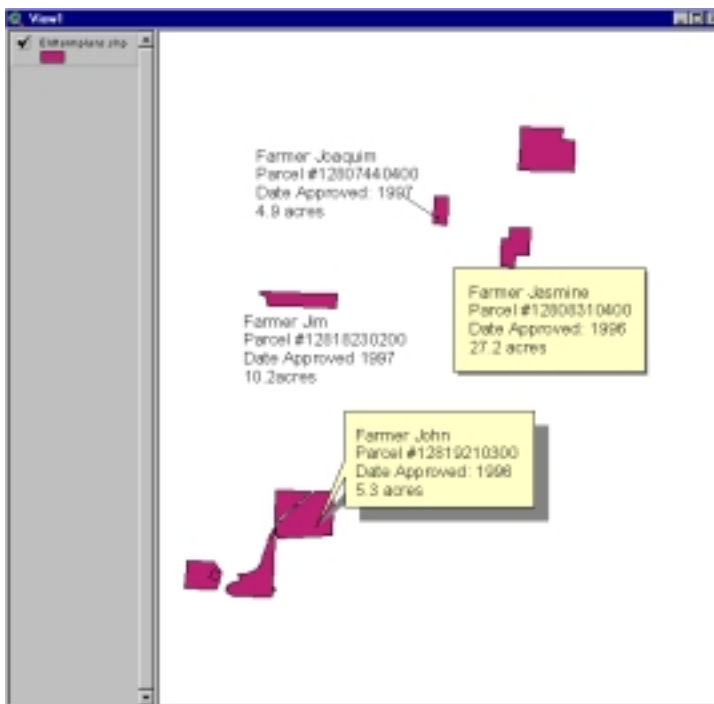 View1
Farmer Joaquim
Parcel #12807440400
Date Approved: 1997
4.9 acres
Farmer Jasmine
Parcel #12808310400
Date Approved: 1996
27.2 acres
Farmer Jim
Parcel #12818230200
Date Approved 1997
10.2acres
Farmer John
Parcel #12819210300
Date Approved: 1996
5.3 acres